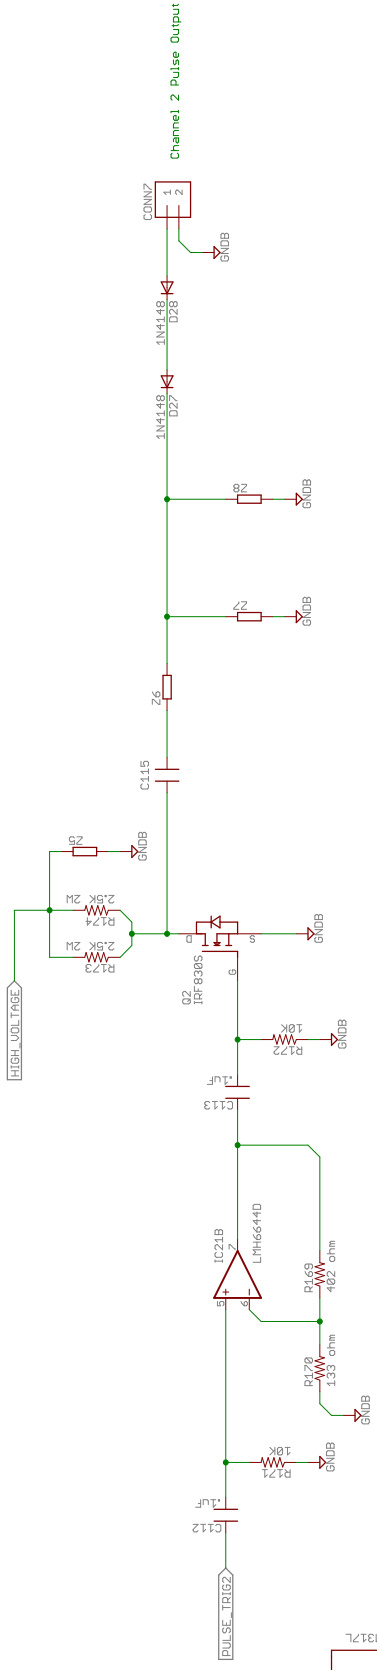 Channel 2 Pulse Output
CONN7
1
2
GNDB
1N4148
D28
1N4148
D27
Z8
GNDB
Z7
GNDB
Z6
C115
Z5
GNDB
2.5K 2W
R174
2.5K 2W
R173
HIGH_VOLTAGE
D
S
G
Q2
IRF830S
GNDB
10K
R172
GNDB
.1uF
C113
IC21B
LMH6644D
7
5
6
+
-
R169
402 ohm
R170
133 ohm
GNDB
10K
R171
GNDB
.1uF
C112
PULSE_TRIG2